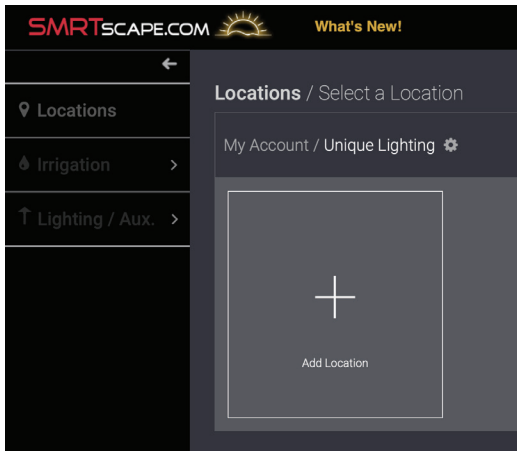 SMRTSCAPE.COM What's New!
Locations / Select a Location
Locations
My Account / Unique Lighting
Irrigation
Lighting / Aux.
Add Location